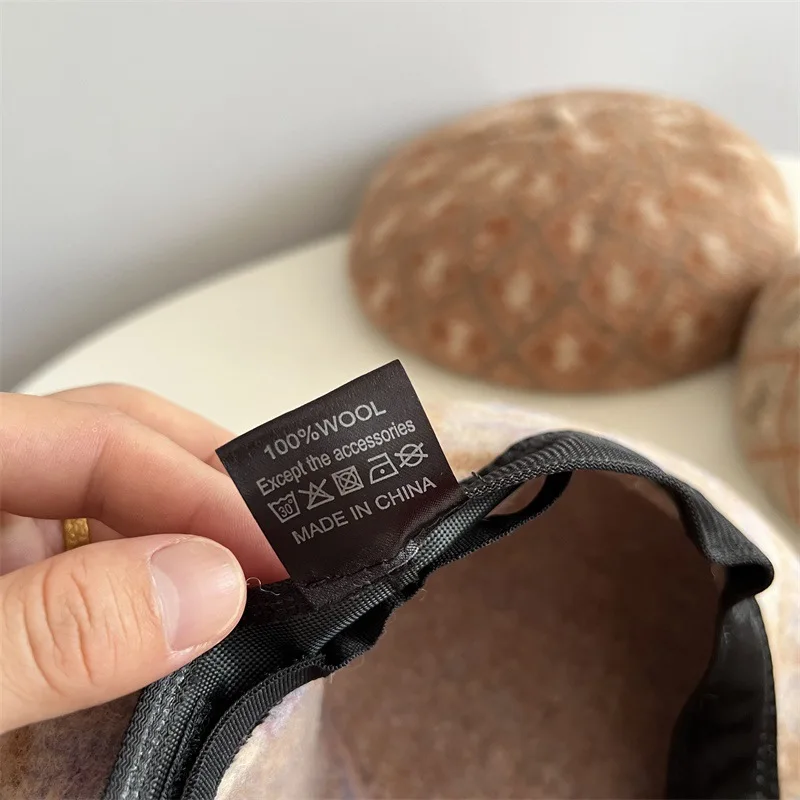 100%WOOL
Except the accessories
30°
MADE IN CHINA